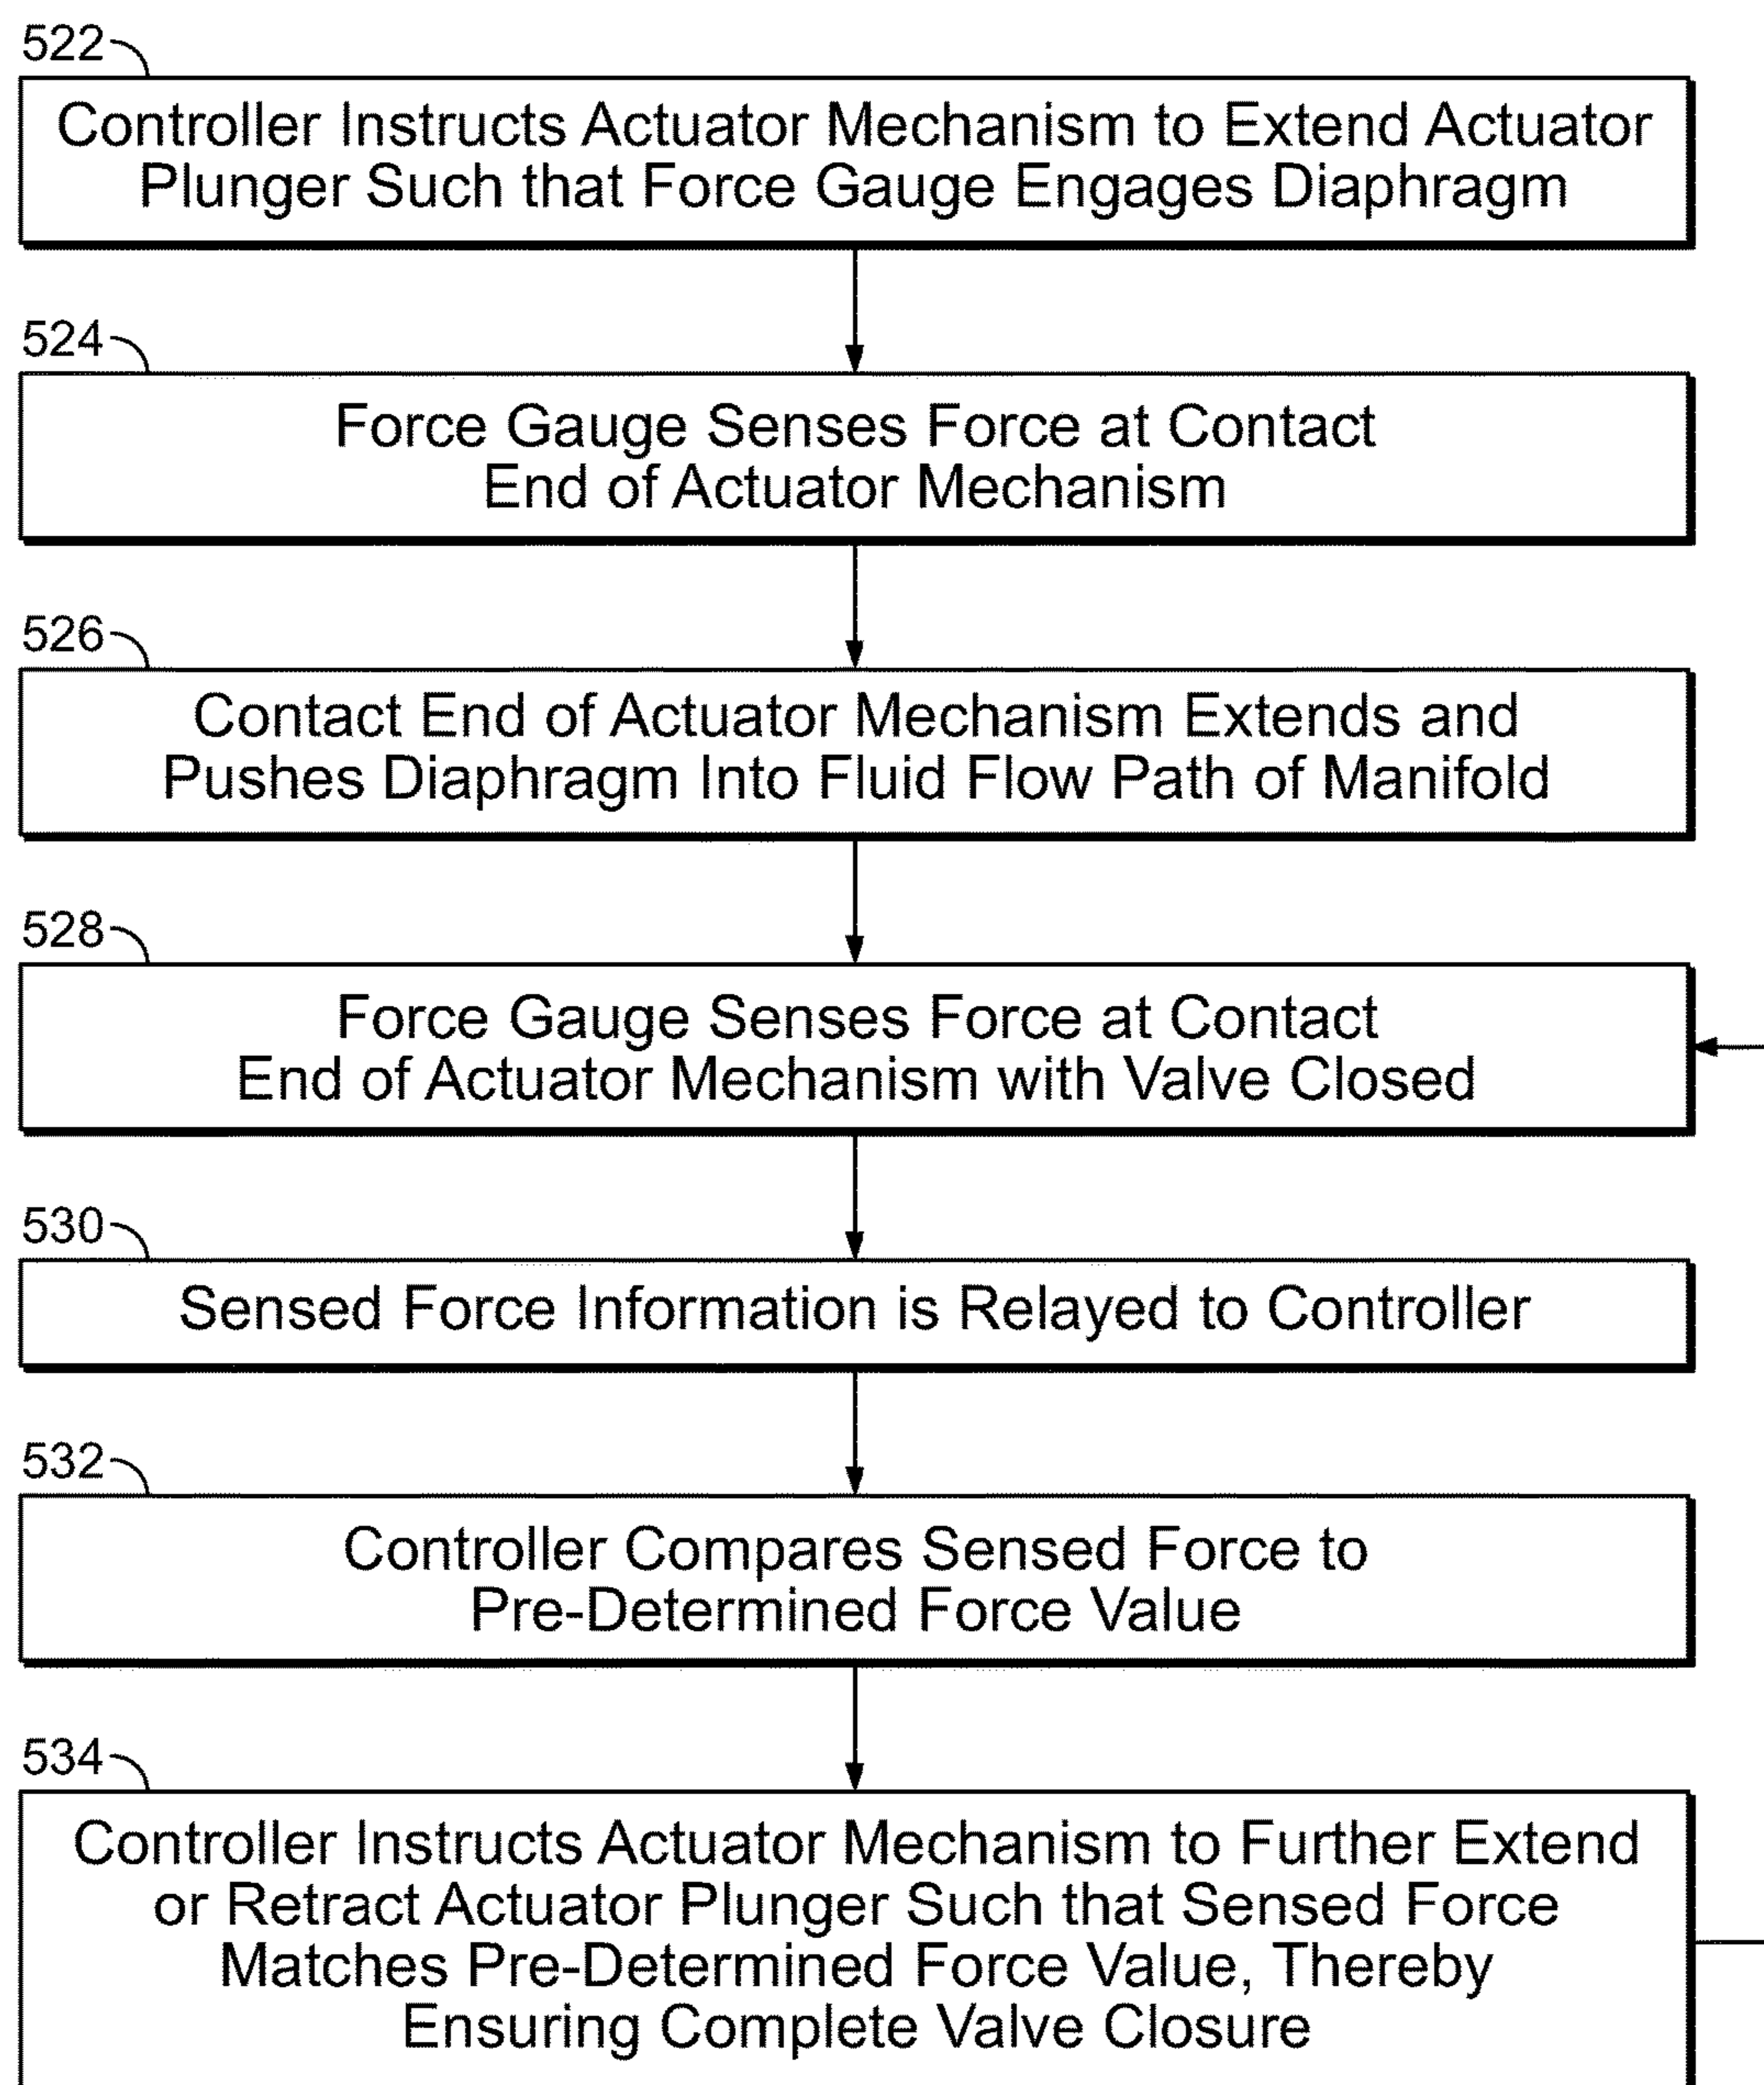 522
Controller Instructs Actuator Mechanism to Extend Actuator
Plunger Such that Force Gauge Engages Diaphragm
524
Force Gauge Senses Force at Contact
End of Actuator Mechanism
526
Contact End of Actuator Mechanism Extends and
Pushes Diaphragm Into Fluid Flow Path of Manifold
528
Force Gauge Senses Force at Contact
End of Actuator Mechanism with Valve Closed
530
Sensed Force Information is Relayed to Controller
532
Controller Compares Sensed Force to
Pre-Determined Force Value
534
Controller Instructs Actuator Mechanism to Further Extend
or Retract Actuator Plunger Such that Sensed Force
Matches Pre-Determined Force Value, Thereby
Ensuring Complete Valve Closure